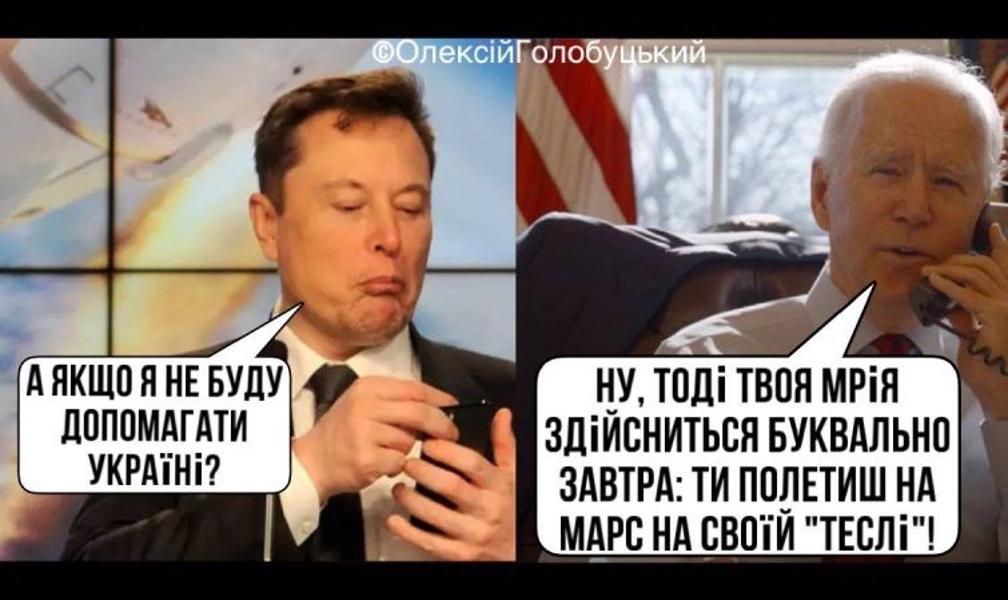 ©ОлексійГолобуцький
А ЯКЩО Я НЕ БУДУ
ДОПОМАГАТИ
УКРАЇНІ?
НУ, ТОДІ ТВОЯ МРІЯ
ЗДІЙСНИТЬСЯ БУКВАЛЬНО
ЗАВТРА: ТИ ПОЛЕТИШ НА
МАРС НА СВОЇЙ "ТЕСЛІ"!